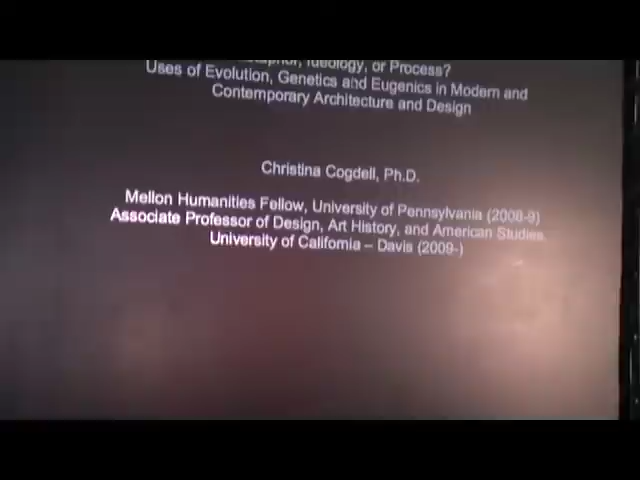 Ideology, or Process?
Uses of Evolution, Genetics and Eugenics in Modern and
Contemporary Architecture and Design
Christina Cogdell, Ph.D.
Mellon Humanities Fellow, University of Pennsylvania (2008-9)
Associate Professor of Design, Art History, and American Studies,
University of California – Davis (2009-)